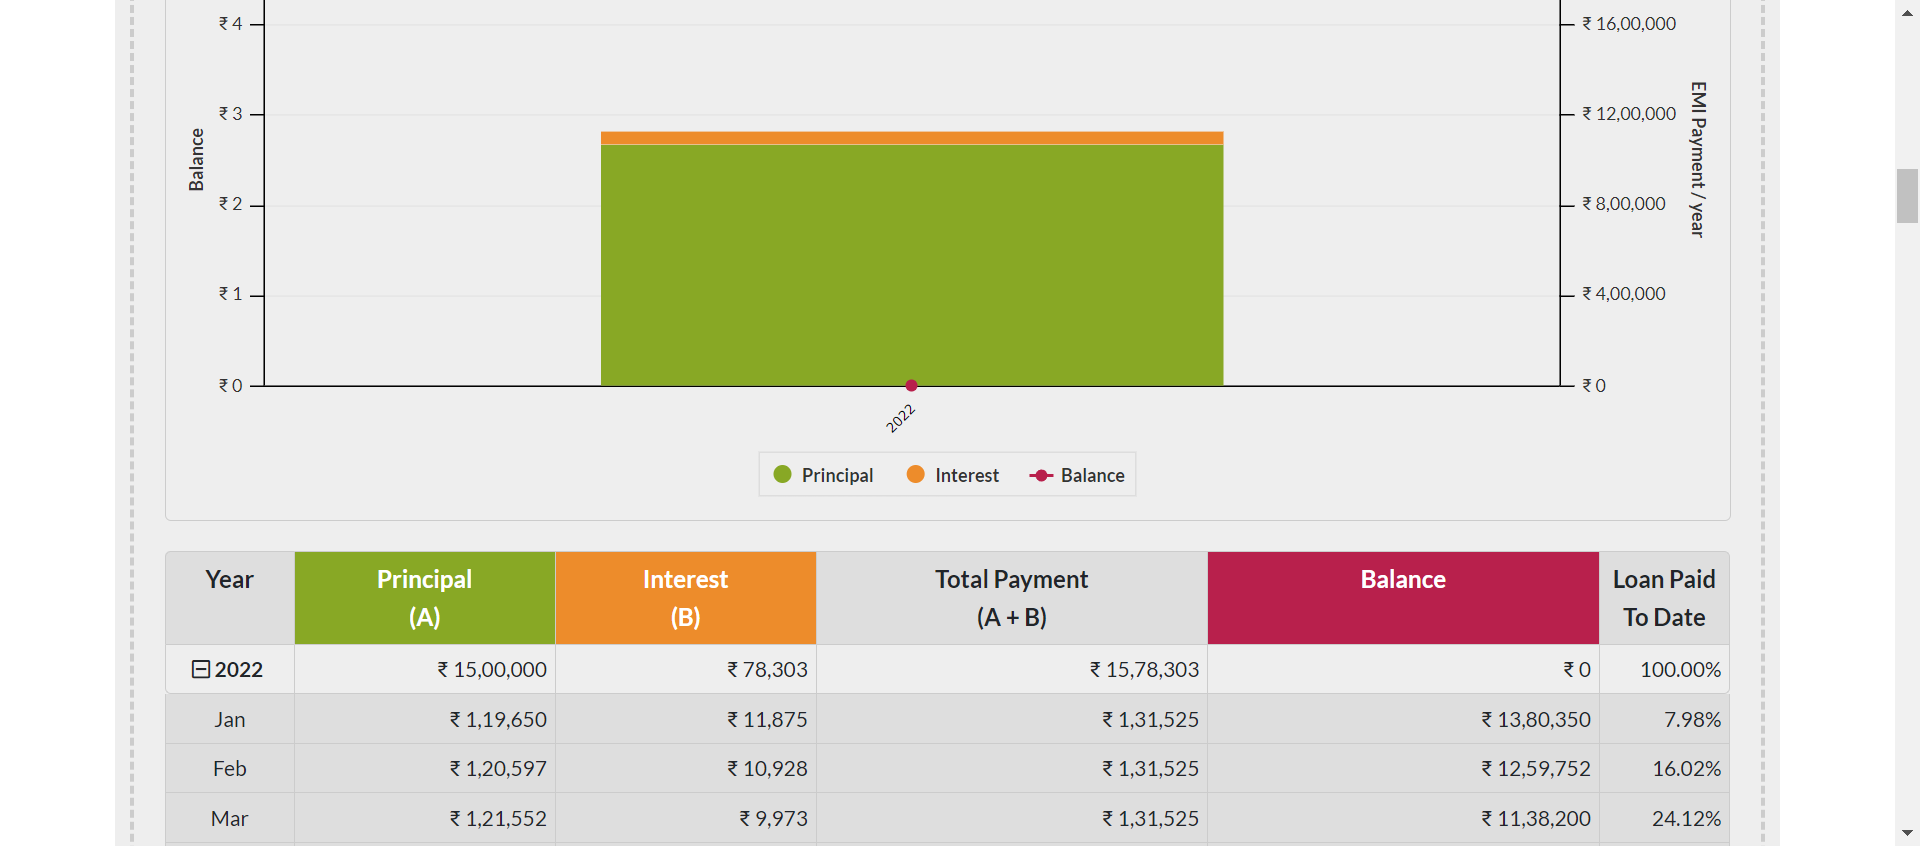 ₹ 4
₹ 16,00,000
₹ 3
₹ 12,00,000
Balance
EMI Payment / year
₹ 2
₹ 8,00,000
₹ 1
₹ 4,00,000
₹ 0
₹ 0
2022
Principal Interest Balance
Year Principal (A) Interest (B) Total Payment (A + B) Balance Loan Paid To Date
2022 ₹ 15,00,000 ₹ 78,303 ₹ 15,78,303 ₹ 0 100.00%
Jan ₹ 1,19,650 ₹ 11,875 ₹ 1,31,525 ₹ 13,80,350 7.98%
Feb ₹ 1,20,597 ₹ 10,928 ₹ 1,31,525 ₹ 12,59,752 16.02%
Mar ₹ 1,21,552 ₹ 9,973 ₹ 1,31,525 ₹ 11,38,200 24.12%